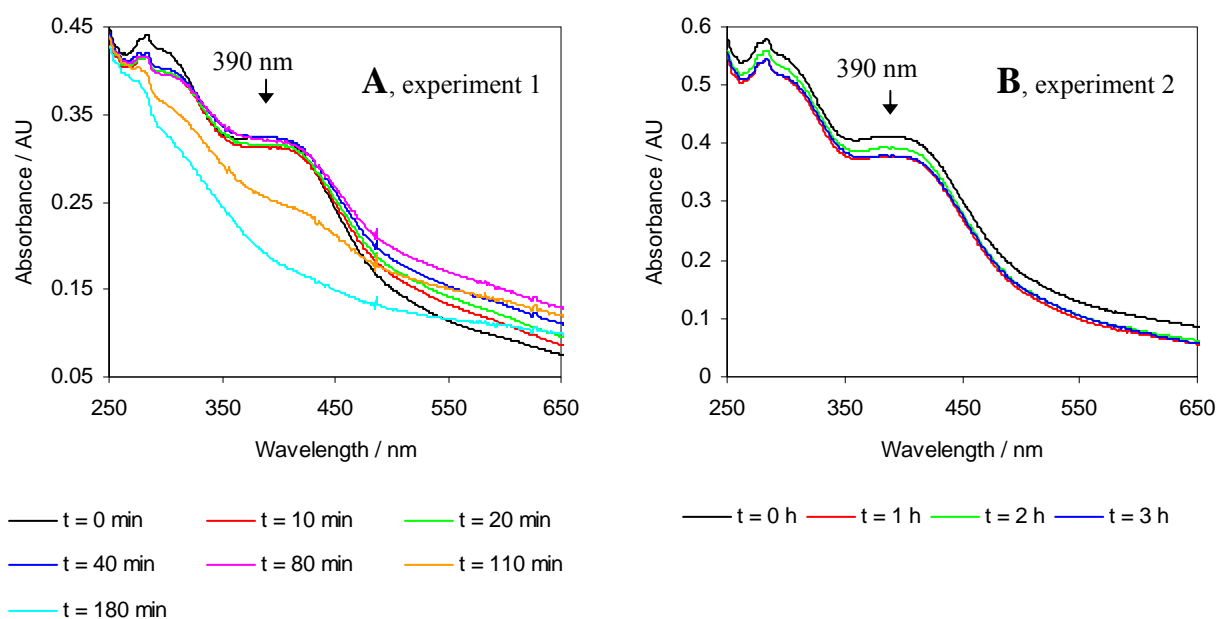 390 nm
A, experiment 1
Absorbance / AU
0.45
0.35
0.25
0.15
0.05
250 350 450 550 650
Wavelength / nm
t = 0 min t = 10 min t = 20 min
t = 40 min t = 80 min t = 110 min
t = 180 min
390 nm
B, experiment 2
Absorbance / AU
0.6
0.5
0.4
0.3
0.2
0.1
0
250 350 450 550 650
Wavelength / nm
t = 0 h t = 1 h t = 2 h t = 3 h